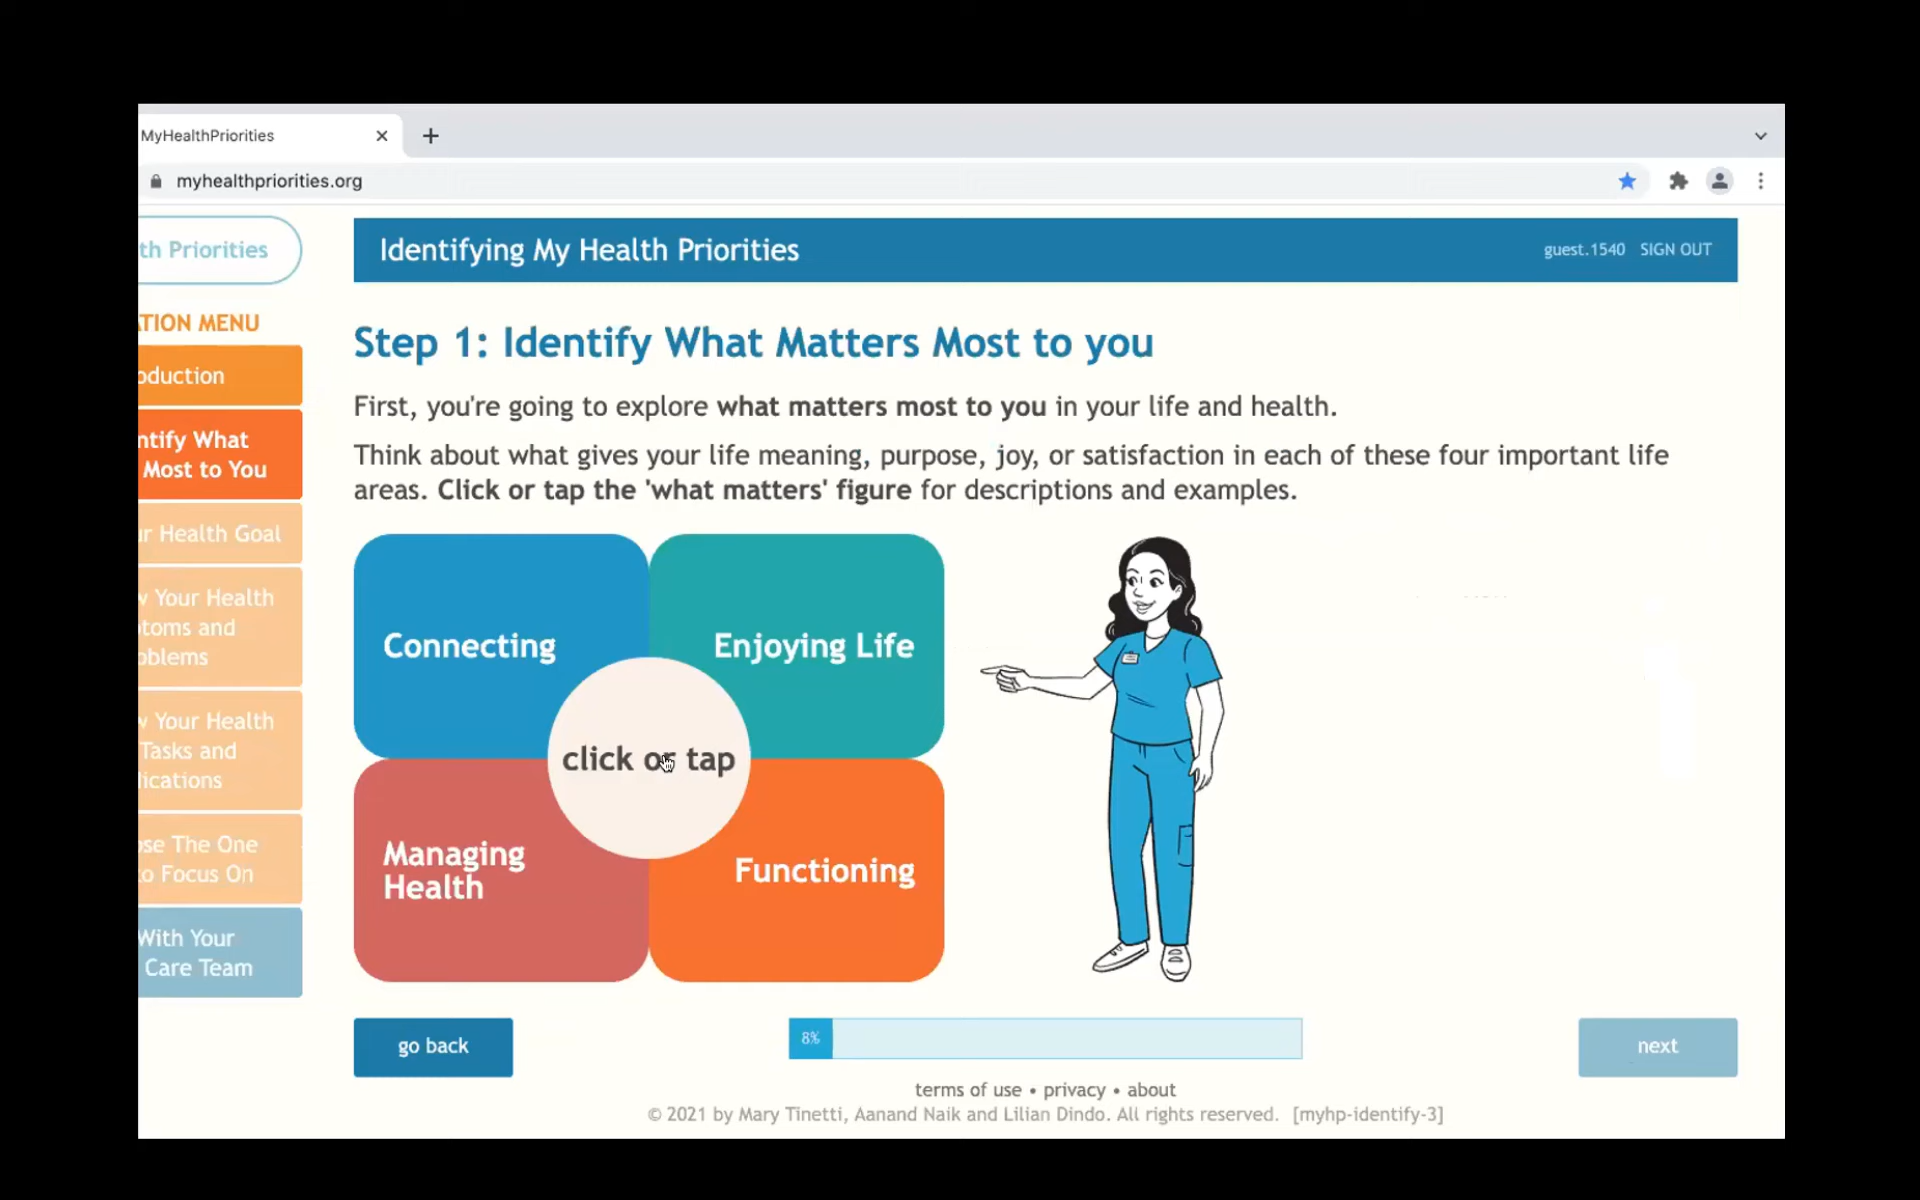 MyHealthPriorities
myhealthpriorities.org
th Priorities
Identifying My Health Priorities
guest.1540 SIGN OUT
TION MENU
oduction
ntify What
Most to You
r Health Goal
w Your Health
toms and
oblems
w Your Health
Tasks and
ications
ose The One
to Focus On
With Your
Care Team
Step 1: Identify What Matters Most to you
First, you're going to explore what matters most to you in your life and health.
Think about what gives your life meaning, purpose, joy, or satisfaction in each of these four important life
areas. Click or tap the 'what matters' figure for descriptions and examples.
Connecting
Enjoying Life
click or tap
Managing
Health
Functioning
go back
8%
next
terms of use • privacy • about
© 2021 by Mary Tinetti, Aanand Naik and Lilian Dindo. All rights reserved. [myhp-identify-3]